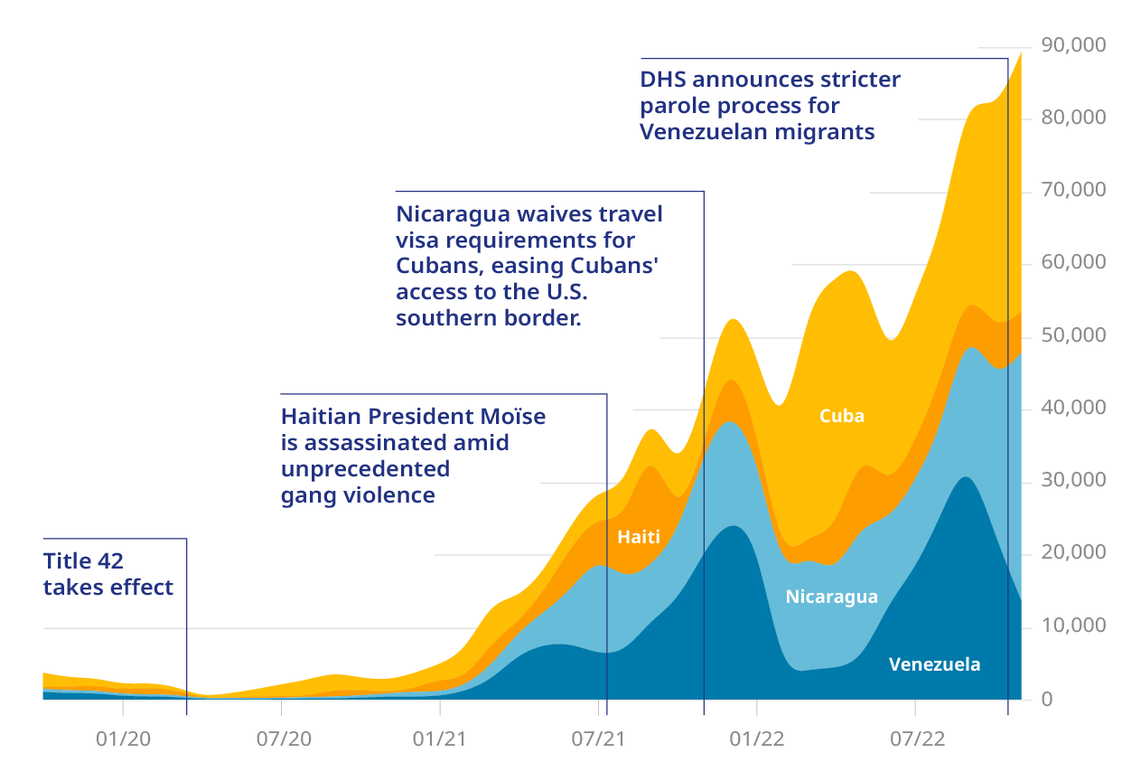 90,000
DHS announces stricter
parole process for
Venezuelan migrants
80,000
70,000
Nicaragua waives travel
visa requirements for
Cubans, easing Cubans'
access to the U.S.
southern border.
60,000
50,000
Haitian President Moïse
is assassinated amid
unprecedented
gang violence
40,000
Cuba
30,000
Haiti
Title 42
takes effect
20,000
Nicaragua
10,000
Venezuela
0
01/20
07/20
01/21
07/21
01/22
07/22